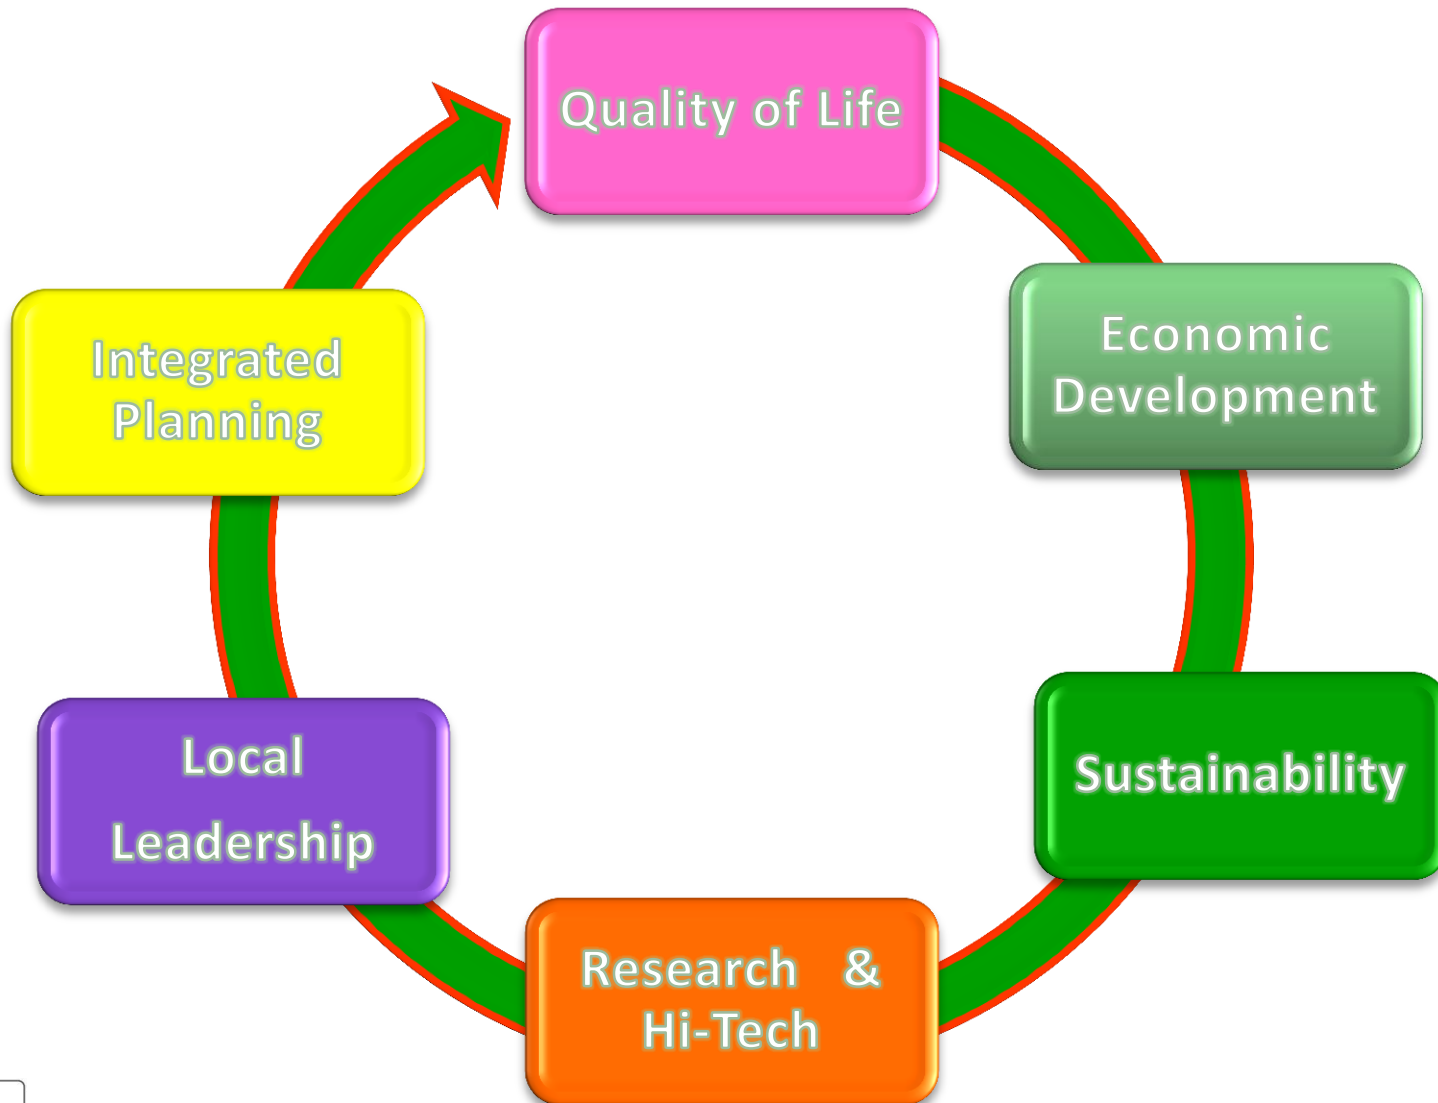 Quality of Life
Economic
Development
Sustainability
Research & 
Hi-Tech
Local
Leadership
Integrated
Planning